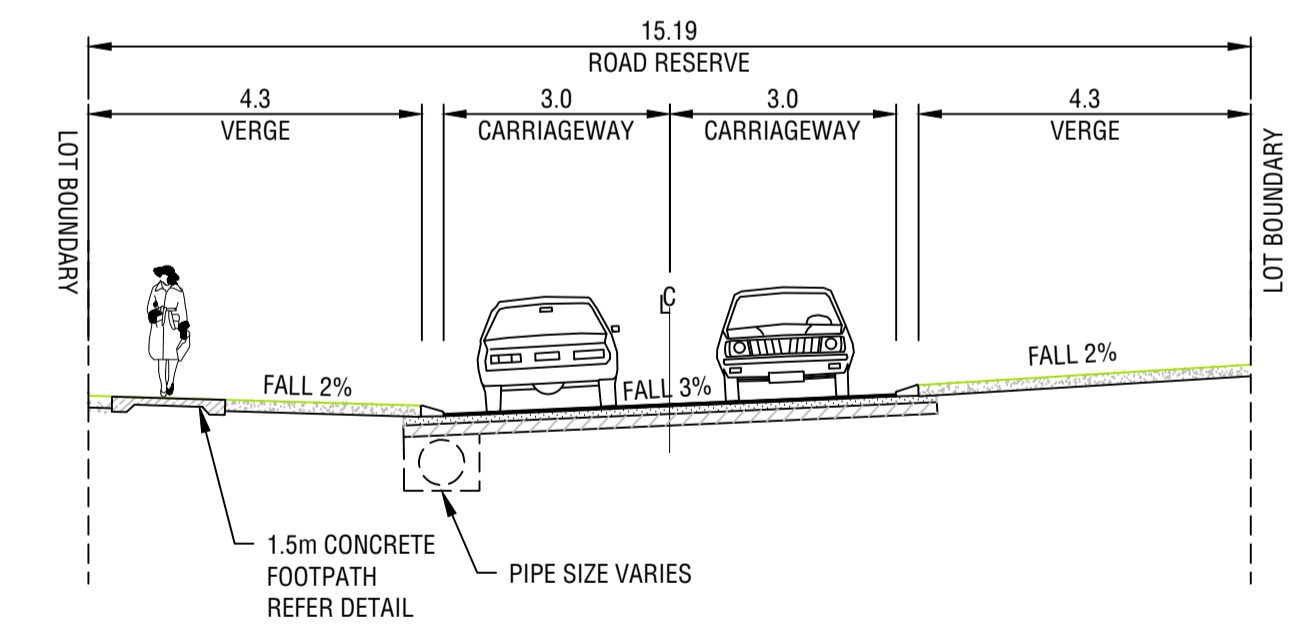 15.19
ROAD RESERVE
4.3
VERGE
3.0
CARRIAGEWAY
3.0
CARRIAGEWAY
4.3
VERGE
LOT BOUNDARY
LOT BOUNDARY
CL
FALL 2%
FALL 3%
FALL 2%
1.5m CONCRETE
FOOTPATH
REFER DETAIL
PIPE SIZE VARIES